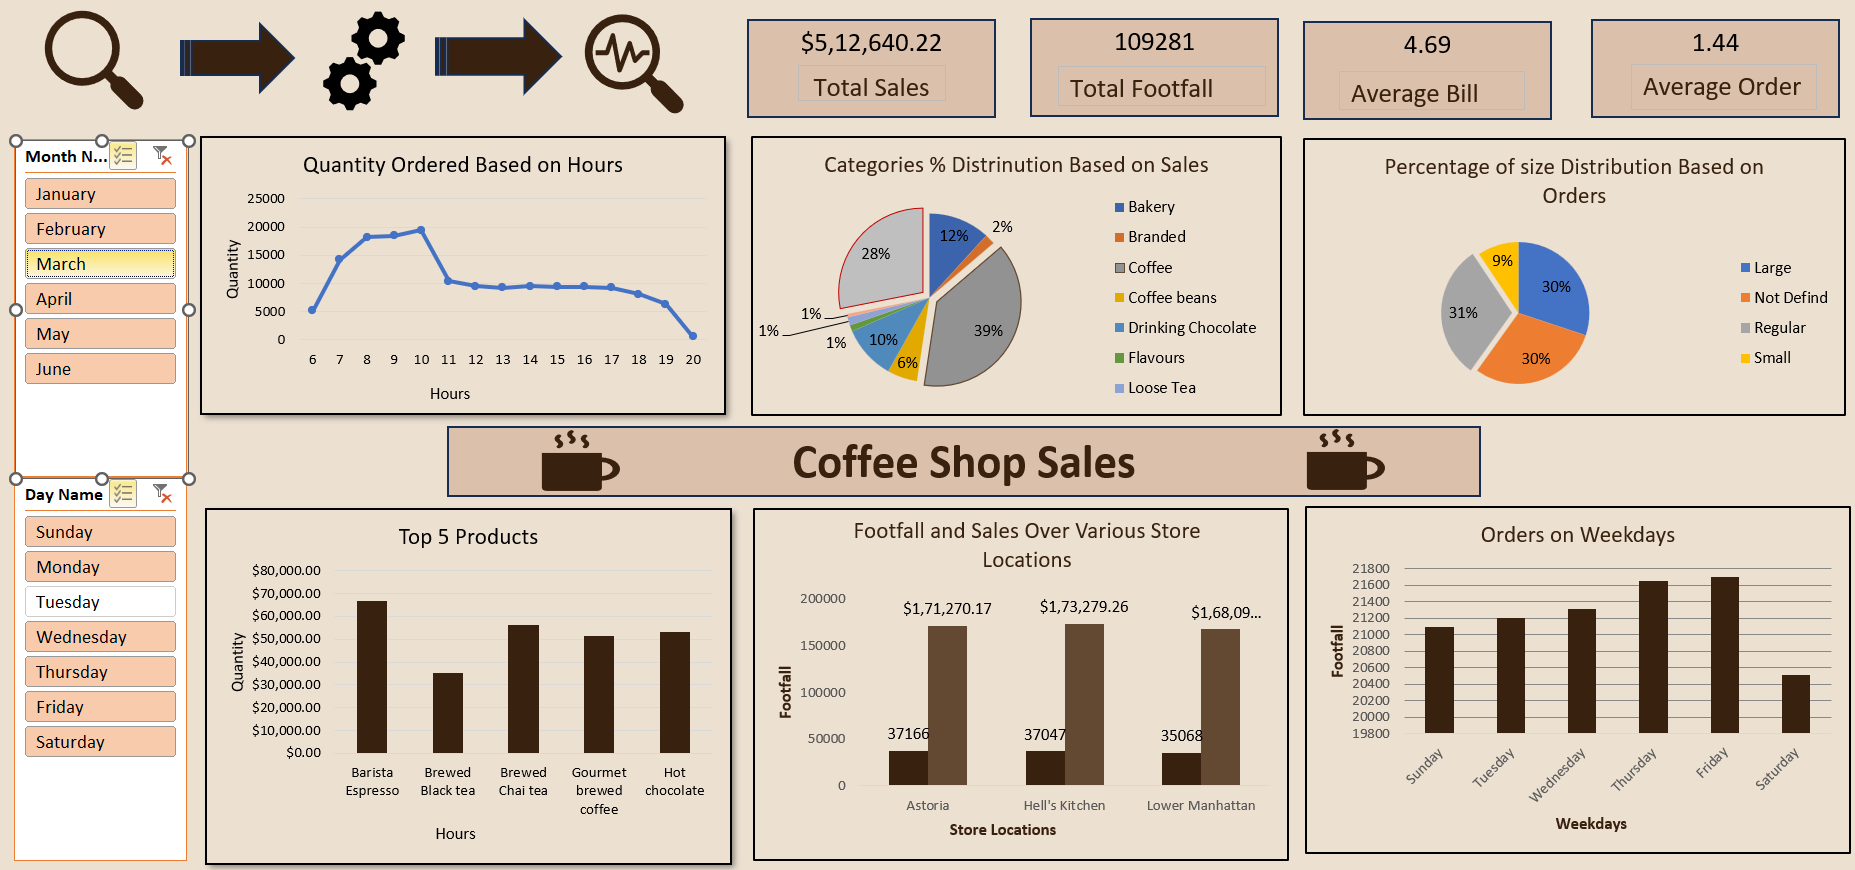 $5,12,640.22
Total Sales
109281
Total Footfall
4.69
Average Bill
1.44
Average Order
Month N...
January
February
March
April
May
June
Day Name
Sunday
Monday
Tuesday
Wednesday
Thursday
Friday
Saturday
Quantity Ordered Based on Hours
Quantity
25000
20000
15000
10000
5000
0
6 7 8 9 10 11 12 13 14 15 16 17 18 19 20
Hours
Categories % Distrinution Based on Sales
28%
12%
2%
39%
6%
10%
1%
1%
1%
Bakery
Branded
Coffee
Coffee beans
Drinking Chocolate
Flavours
Loose Tea
Percentage of size Distribution Based on
Orders
9%
30%
31%
30%
Large
Not Defind
Regular
Small
Coffee Shop Sales
Top 5 Products
Quantity
$80,000.00
$70,000.00
$60,000.00
$50,000.00
$40,000.00
$30,000.00
$20,000.00
$10,000.00
$0.00
Barista
Espresso
Brewed
Black tea
Brewed
Chai tea
Gourmet
brewed
coffee
Hot
chocolate
Hours
Footfall and Sales Over Various Store
Locations
Footfall
200000
150000
100000
50000
0
$1,71,270.17
$1,73,279.26
$1,68,09...
37166
37047
35068
Astoria
Hell's Kitchen
Lower Manhattan
Store Locations
Orders on Weekdays
Footfall
21800
21600
21400
21200
21000
20800
20600
20400
20200
20000
19800
Sunday
Tuesday
Wednesday
Thursday
Friday
Saturday
Weekdays